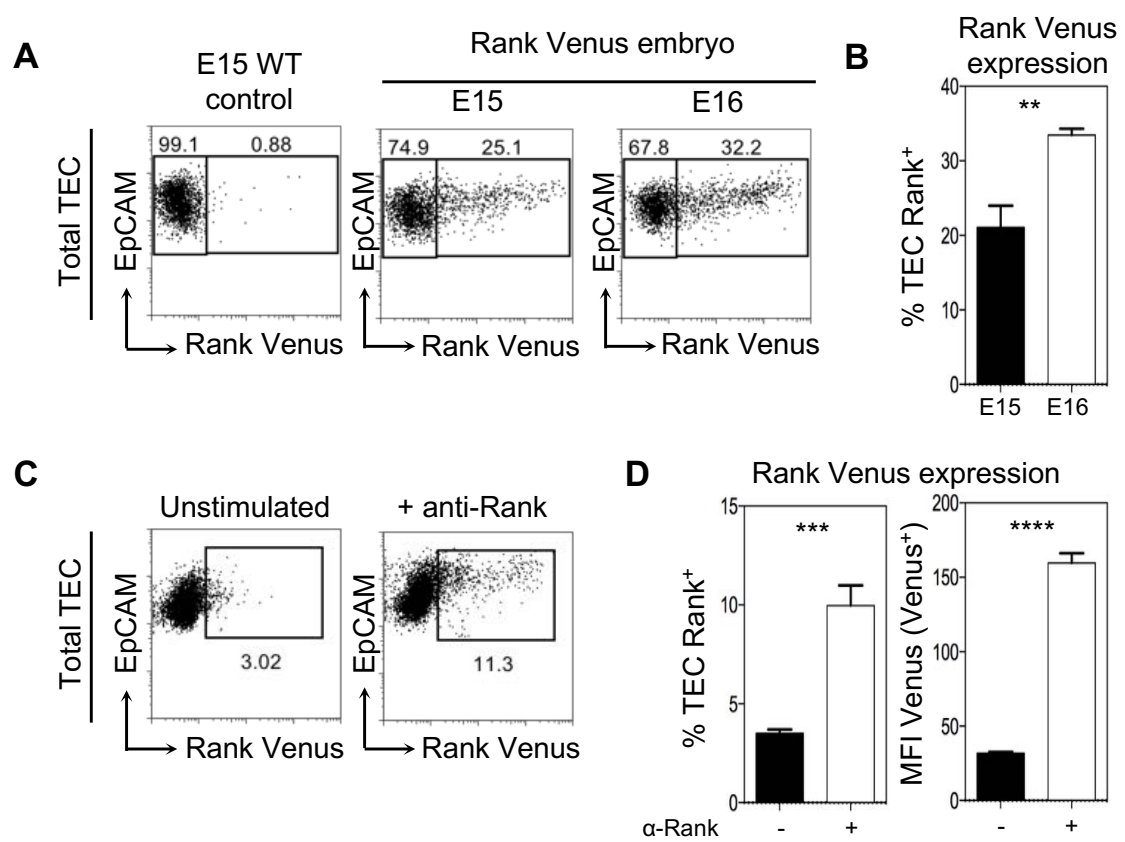 A
E15 WT
control
Rank Venus embryo
E15
E16
Total TEC
99.1
0.88
74.9
25.1
67.8
32.2
EpCAM
EpCAM
EpCAM
Rank Venus
Rank Venus
Rank Venus
B
Rank Venus
expression
% TEC Rank+
40
30
20
10
0
**
E15
E16
C
Unstimulated
+ anti-Rank
Total TEC
EpCAM
EpCAM
3.02
11.3
Rank Venus
Rank Venus
D
Rank Venus expression
% TEC Rank+
15
10
5
0
***
MFI Venus (Venus+)
200
150
100
50
0
****
α-Rank
-
+
-
+